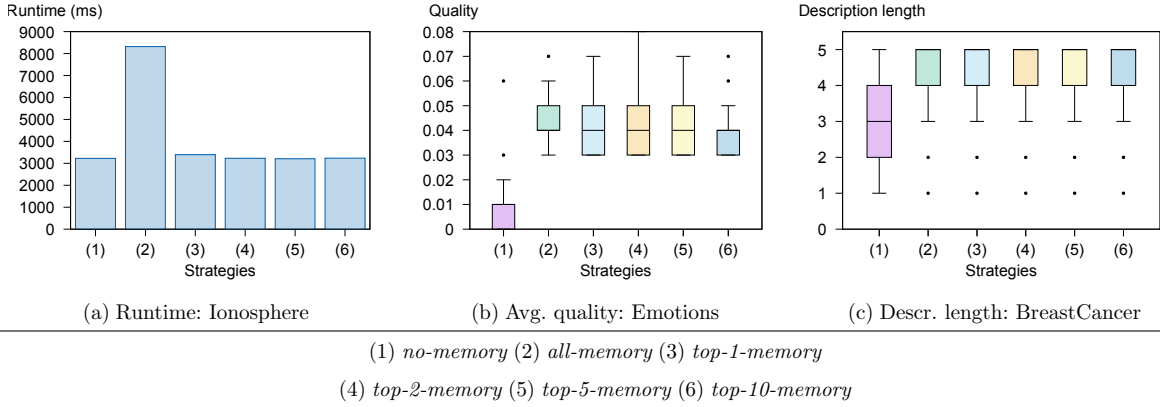 Runtime (ms)
9000
8000
7000
6000
5000
4000
3000
2000
1000
0
(1) (2) (3) (4) (5) (6)
Strategies
(a) Runtime: Ionosphere
Quality
0.08
0.07
0.06
0.05
0.04
0.03
0.02
0.01
0
(1) (2) (3) (4) (5) (6)
Strategies
(b) Avg. quality: Emotions
Description length
5
4
3
2
1
0
(1) (2) (3) (4) (5) (6)
Strategies
(c) Descr. length: BreastCancer
(1) no-memory (2) all-memory (3) top-1-memory
(4) top-2-memory (5) top-5-memory (6) top-10-memory